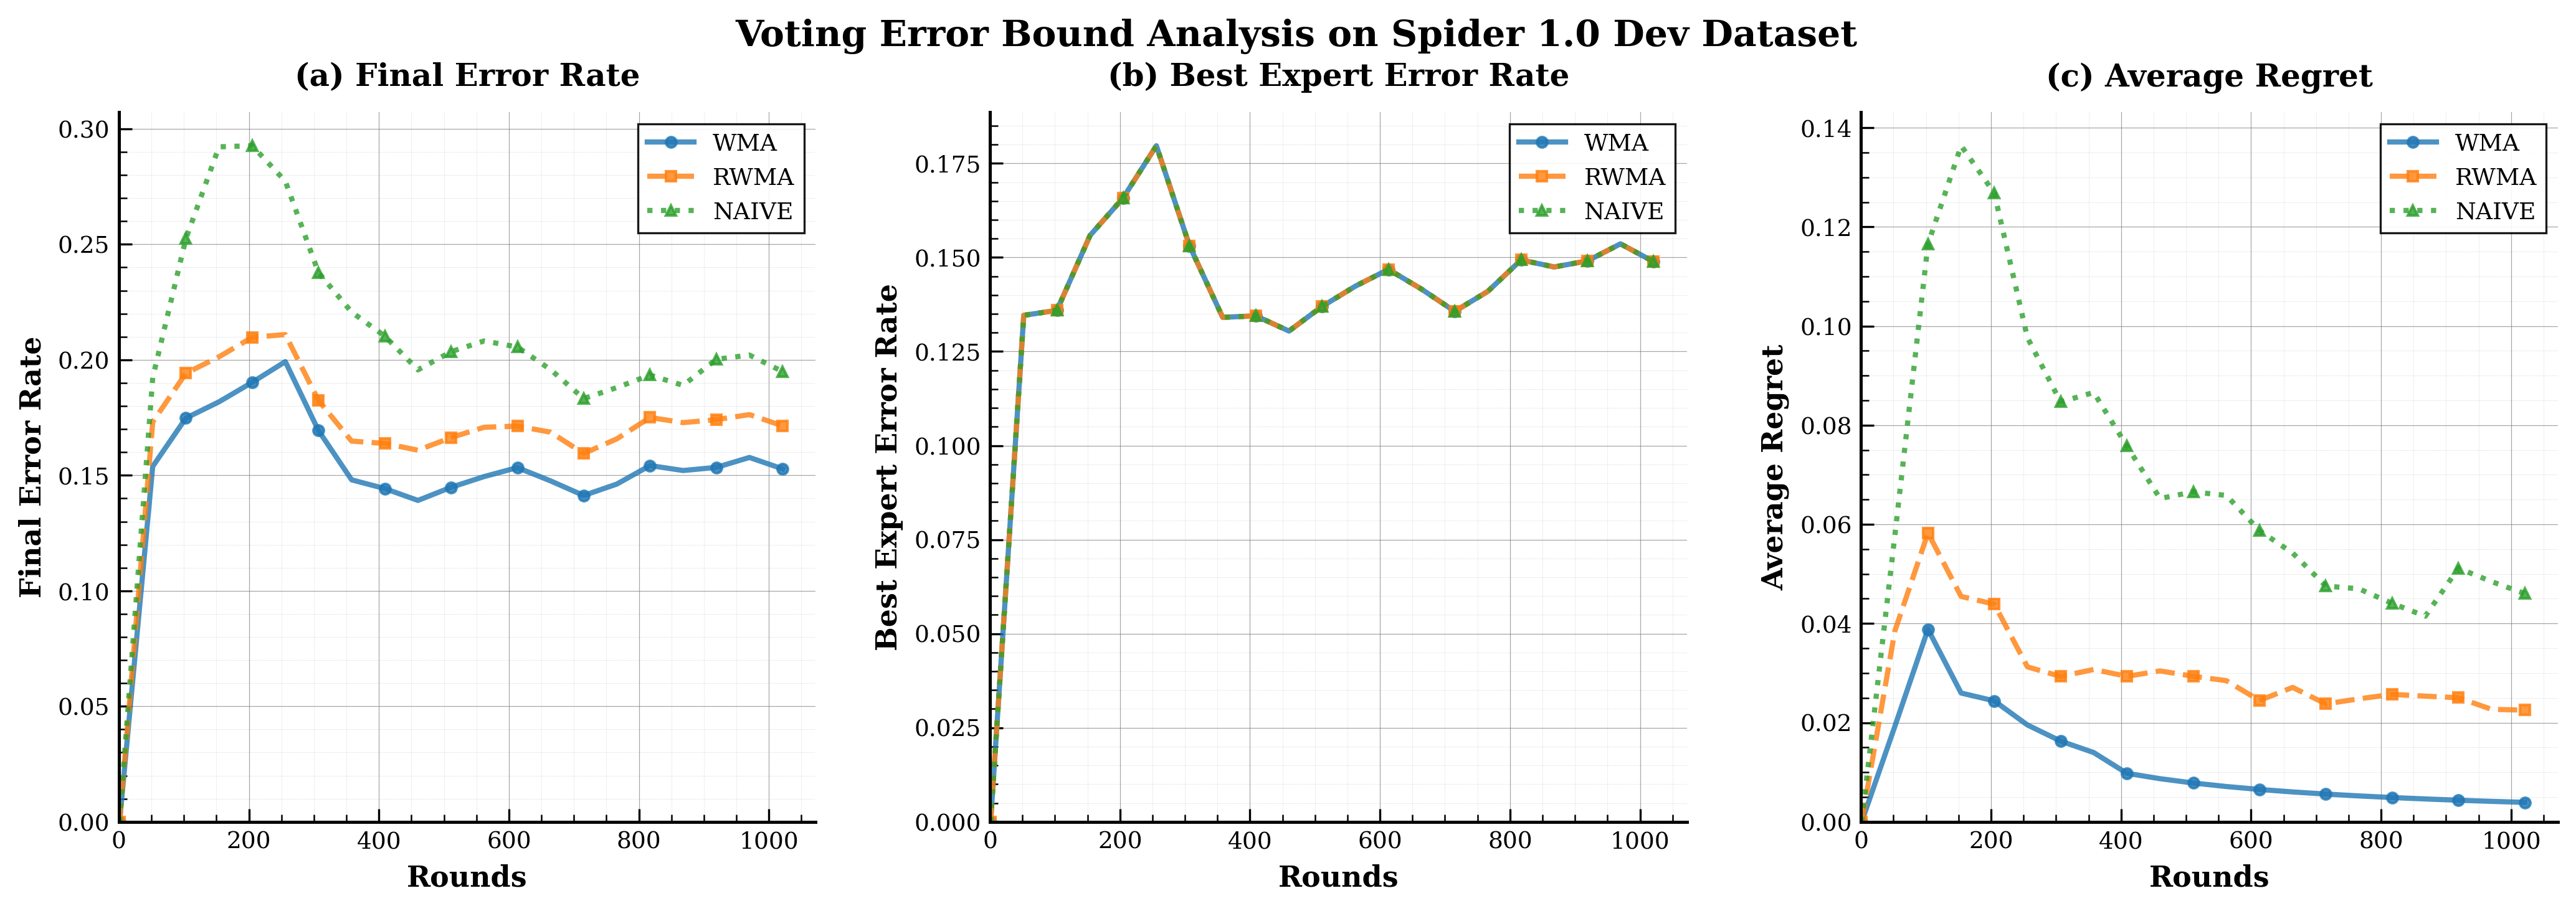 Voting Error Bound Analysis on Spider 1.0 Dev Dataset
(a) Final Error Rate
Final Error Rate
0.30
0.25
0.20
0.15
0.10
0.05
0.00
0 200 400 600 800 1000
Rounds
WMA
RWMA
NAIVE
(b) Best Expert Error Rate
Best Expert Error Rate
0.175
0.150
0.125
0.100
0.075
0.050
0.025
0.000
0 200 400 600 800 1000
Rounds
WMA
RWMA
NAIVE
(c) Average Regret
Average Regret
0.14
0.12
0.10
0.08
0.06
0.04
0.02
0.00
0 200 400 600 800 1000
Rounds
WMA
RWMA
NAIVE